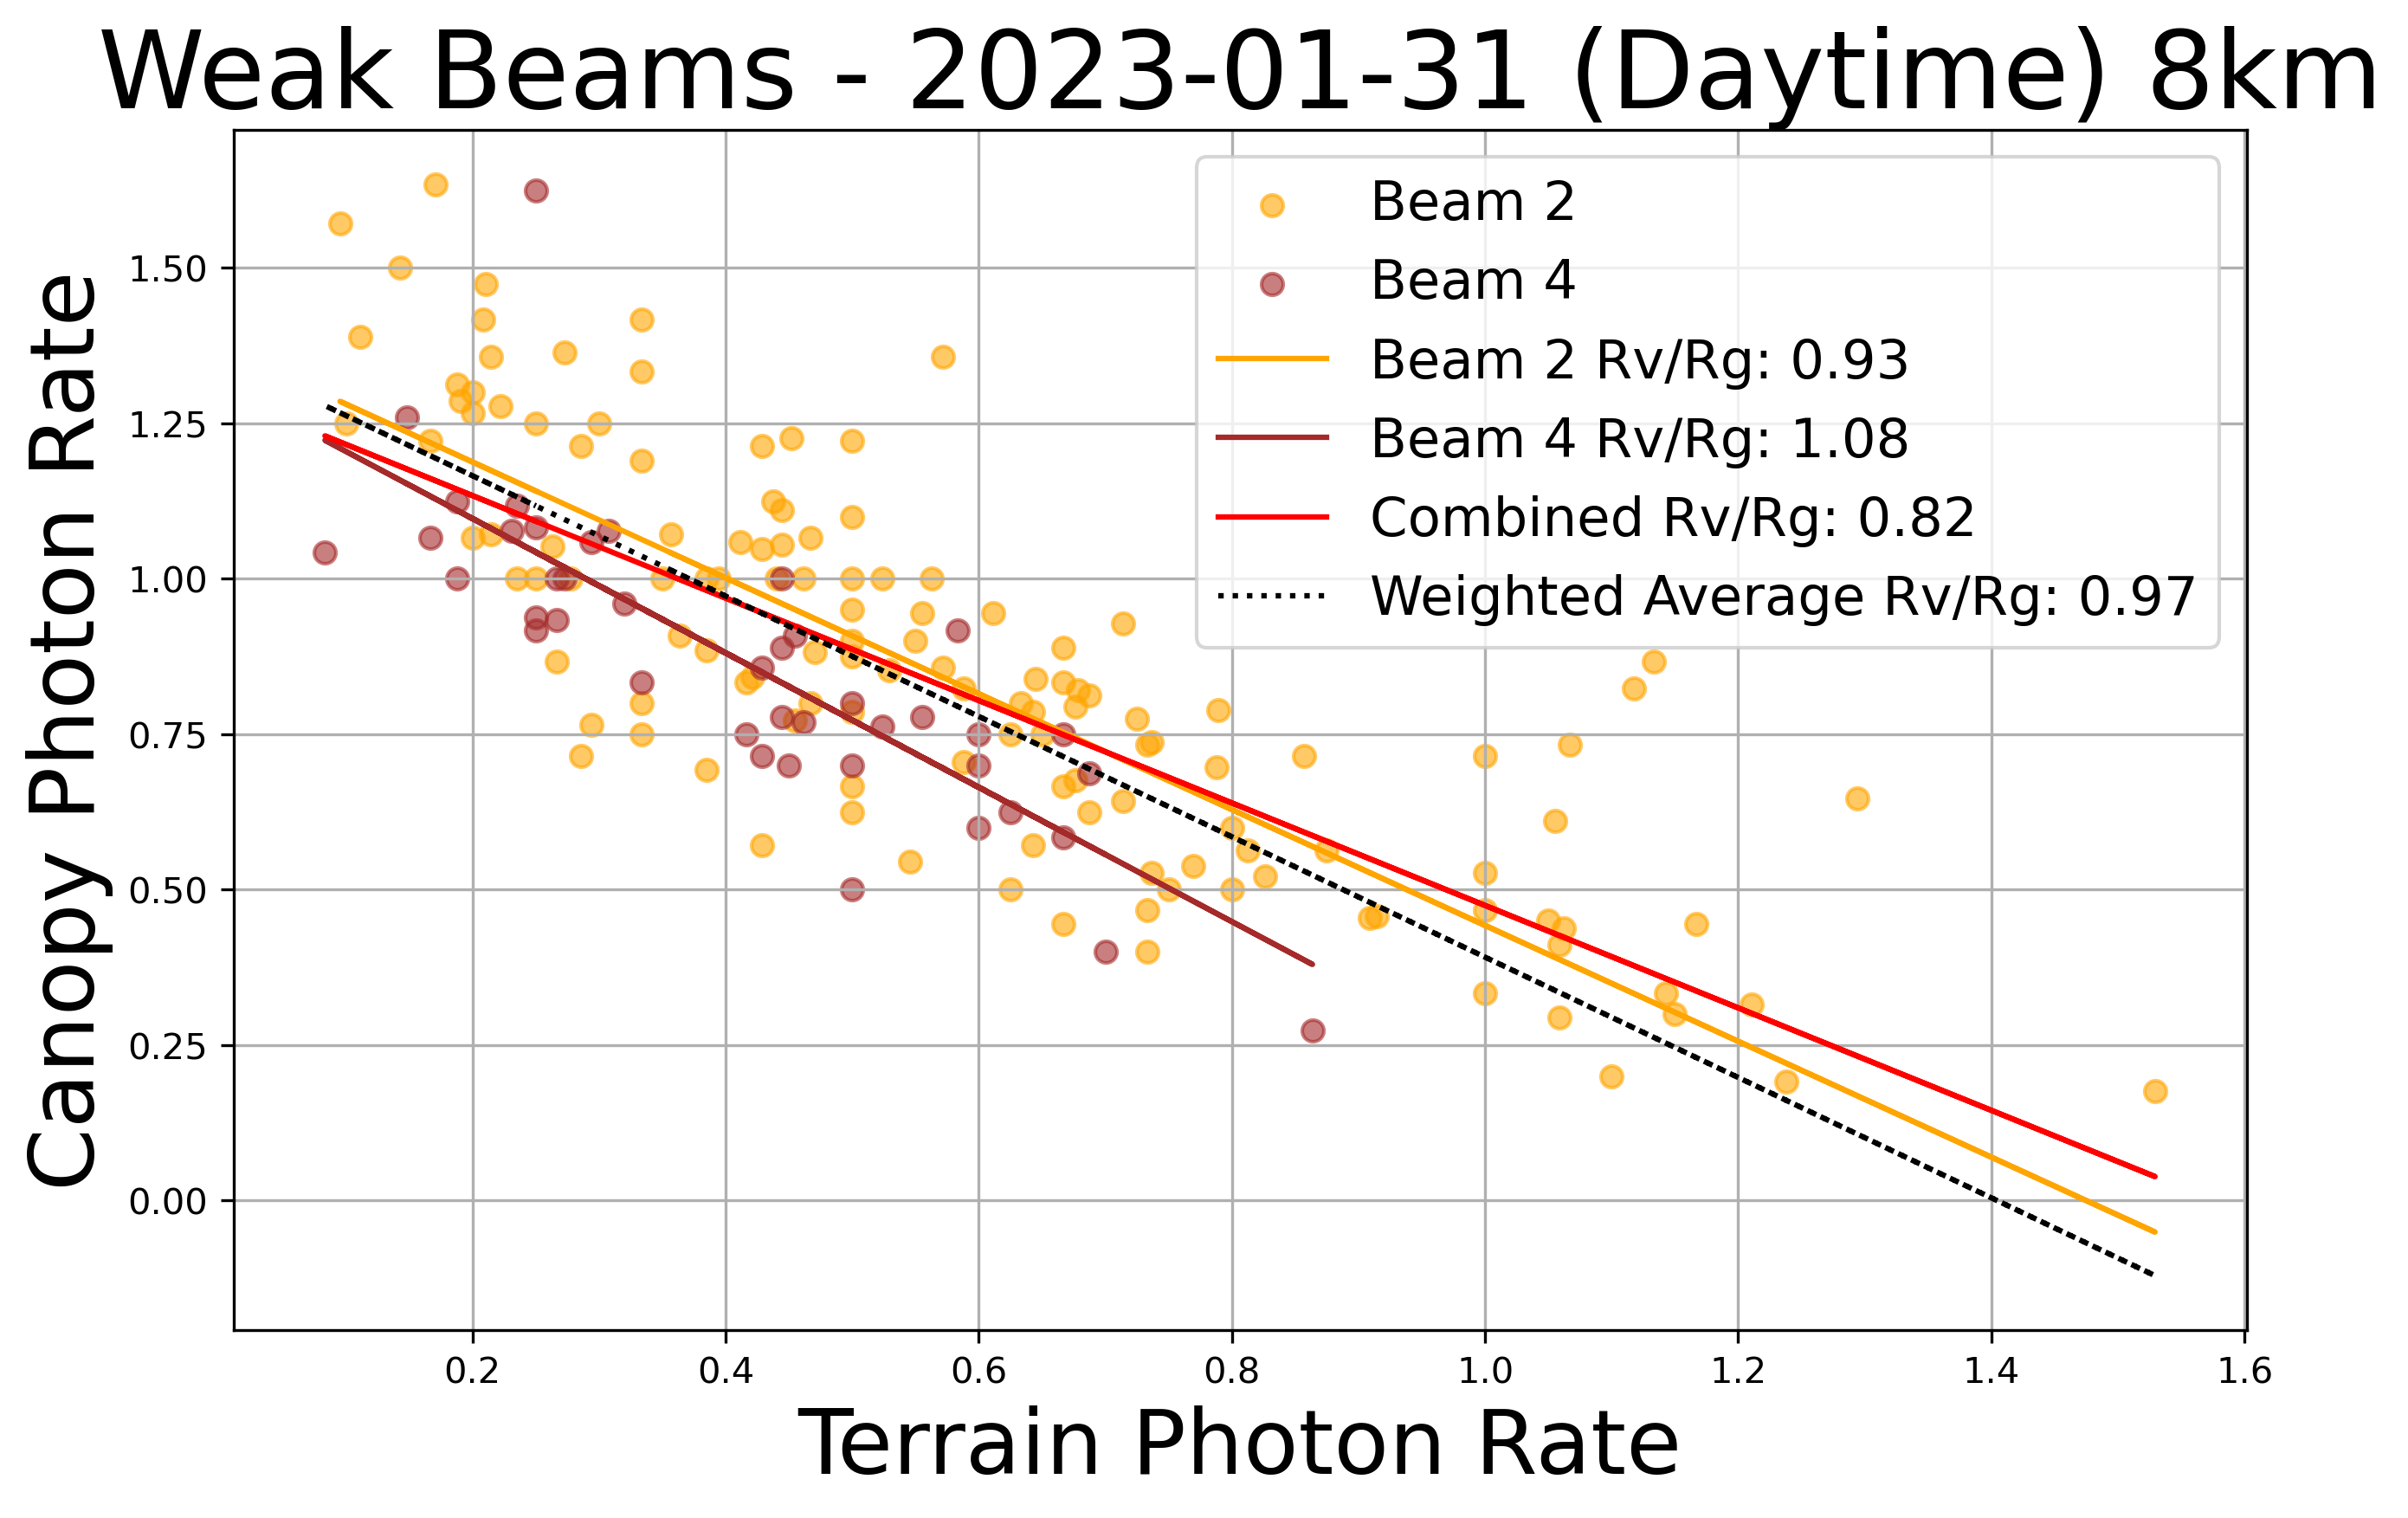 Weak Beams - 2023-01-31 (Daytime) 8km
Beam 2
Beam 4
Beam 2 Rv/Rg: 0.93
Beam 4 Rv/Rg: 1.08
Combined Rv/Rg: 0.82
Weighted Average Rv/Rg: 0.97
Canopy Photon Rate
1.50
1.25
1.00
0.75
0.50
0.25
0.00
0.2 0.4 0.6 0.8 1.0 1.2 1.4 1.6
Terrain Photon Rate